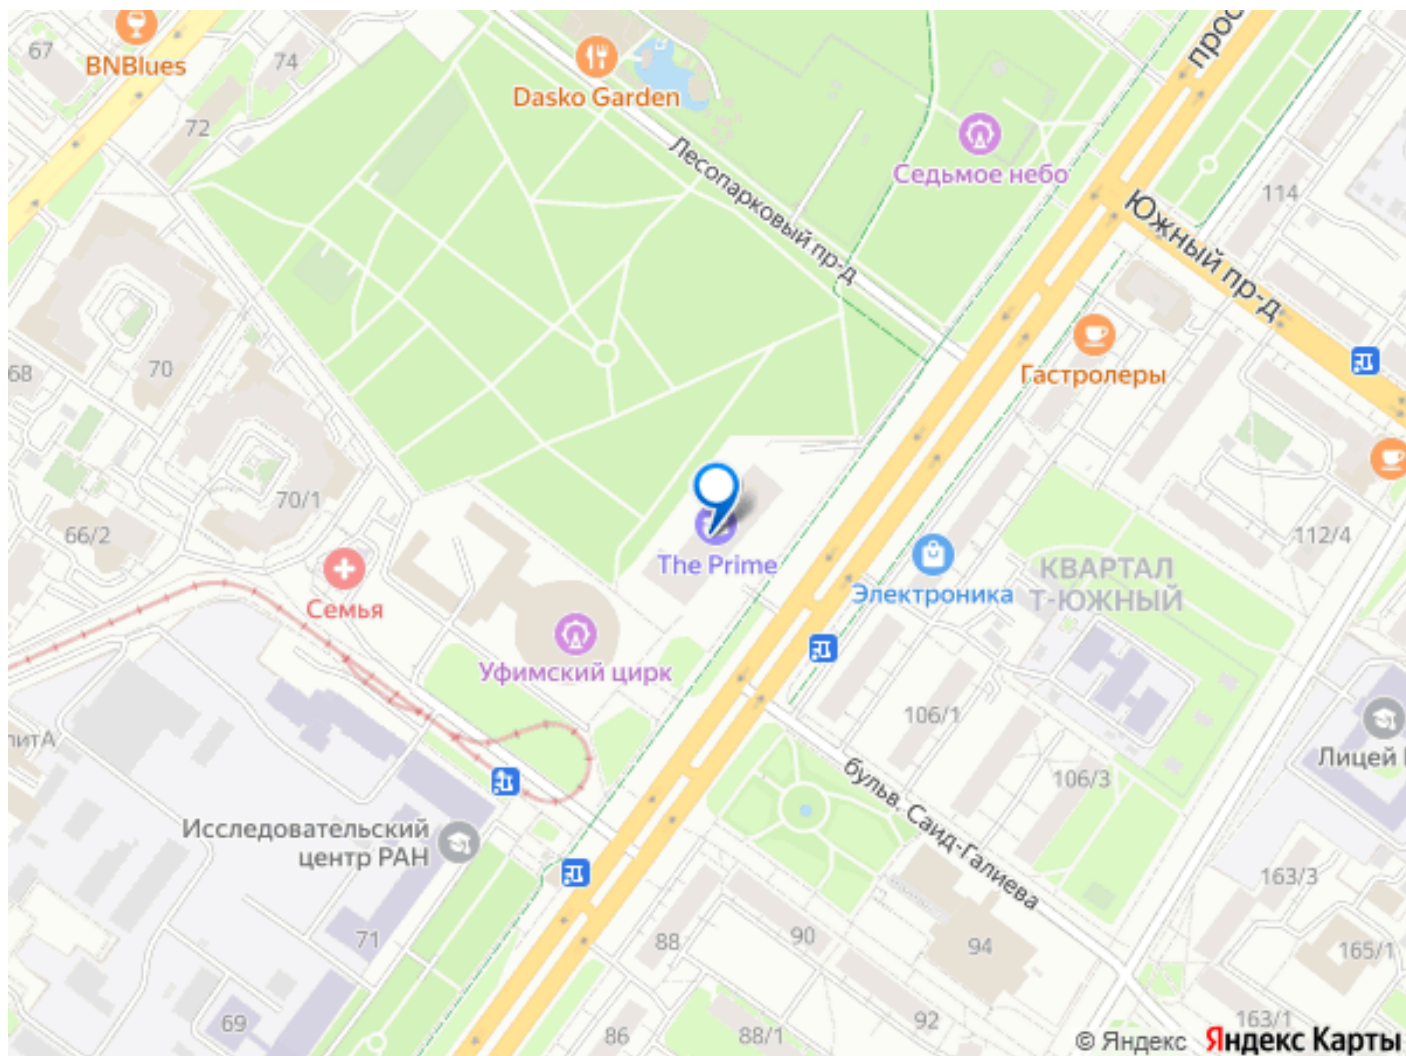 67
BNBlues
74
72
Dasko Garden
Лесопарковый пр-д
Седьмое небо
прос
114
Южный пр-д
Гастролеры
68
70
70/1
66/2
Семья
The Prime
Электроника
КВАРТАЛ
Т-ЮЖНЫЙ
112/4
Уфимский цирк
106/1
106/3
Лицей
литА
бульв. Саид-Галиева
Исследовательский
центр РАН
71
69
88
90
94
92
86
88/1
163/3
165/1
163/1
© Яндекс Яндекс Карты